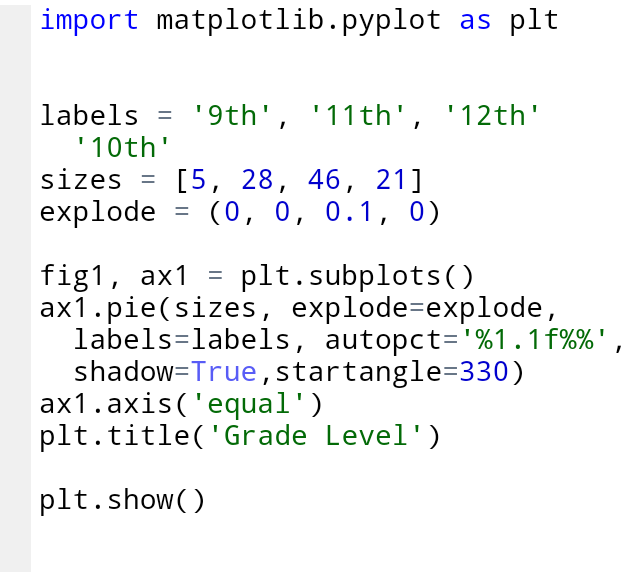 import matplotlib.pyplot as plt
labels = '9th', '11th', '12th'
'10th'
sizes = [5, 28, 46, 21]
explode = (0, 0, 0.1, 0)
fig1, ax1 = plt.subplots()
ax1.pie(sizes, explode=explode,
labels=labels, autopct='%1.1f%%',
shadow=True,startangle=330)
ax1.axis('equal')
plt.title('Grade Level')
plt.show()